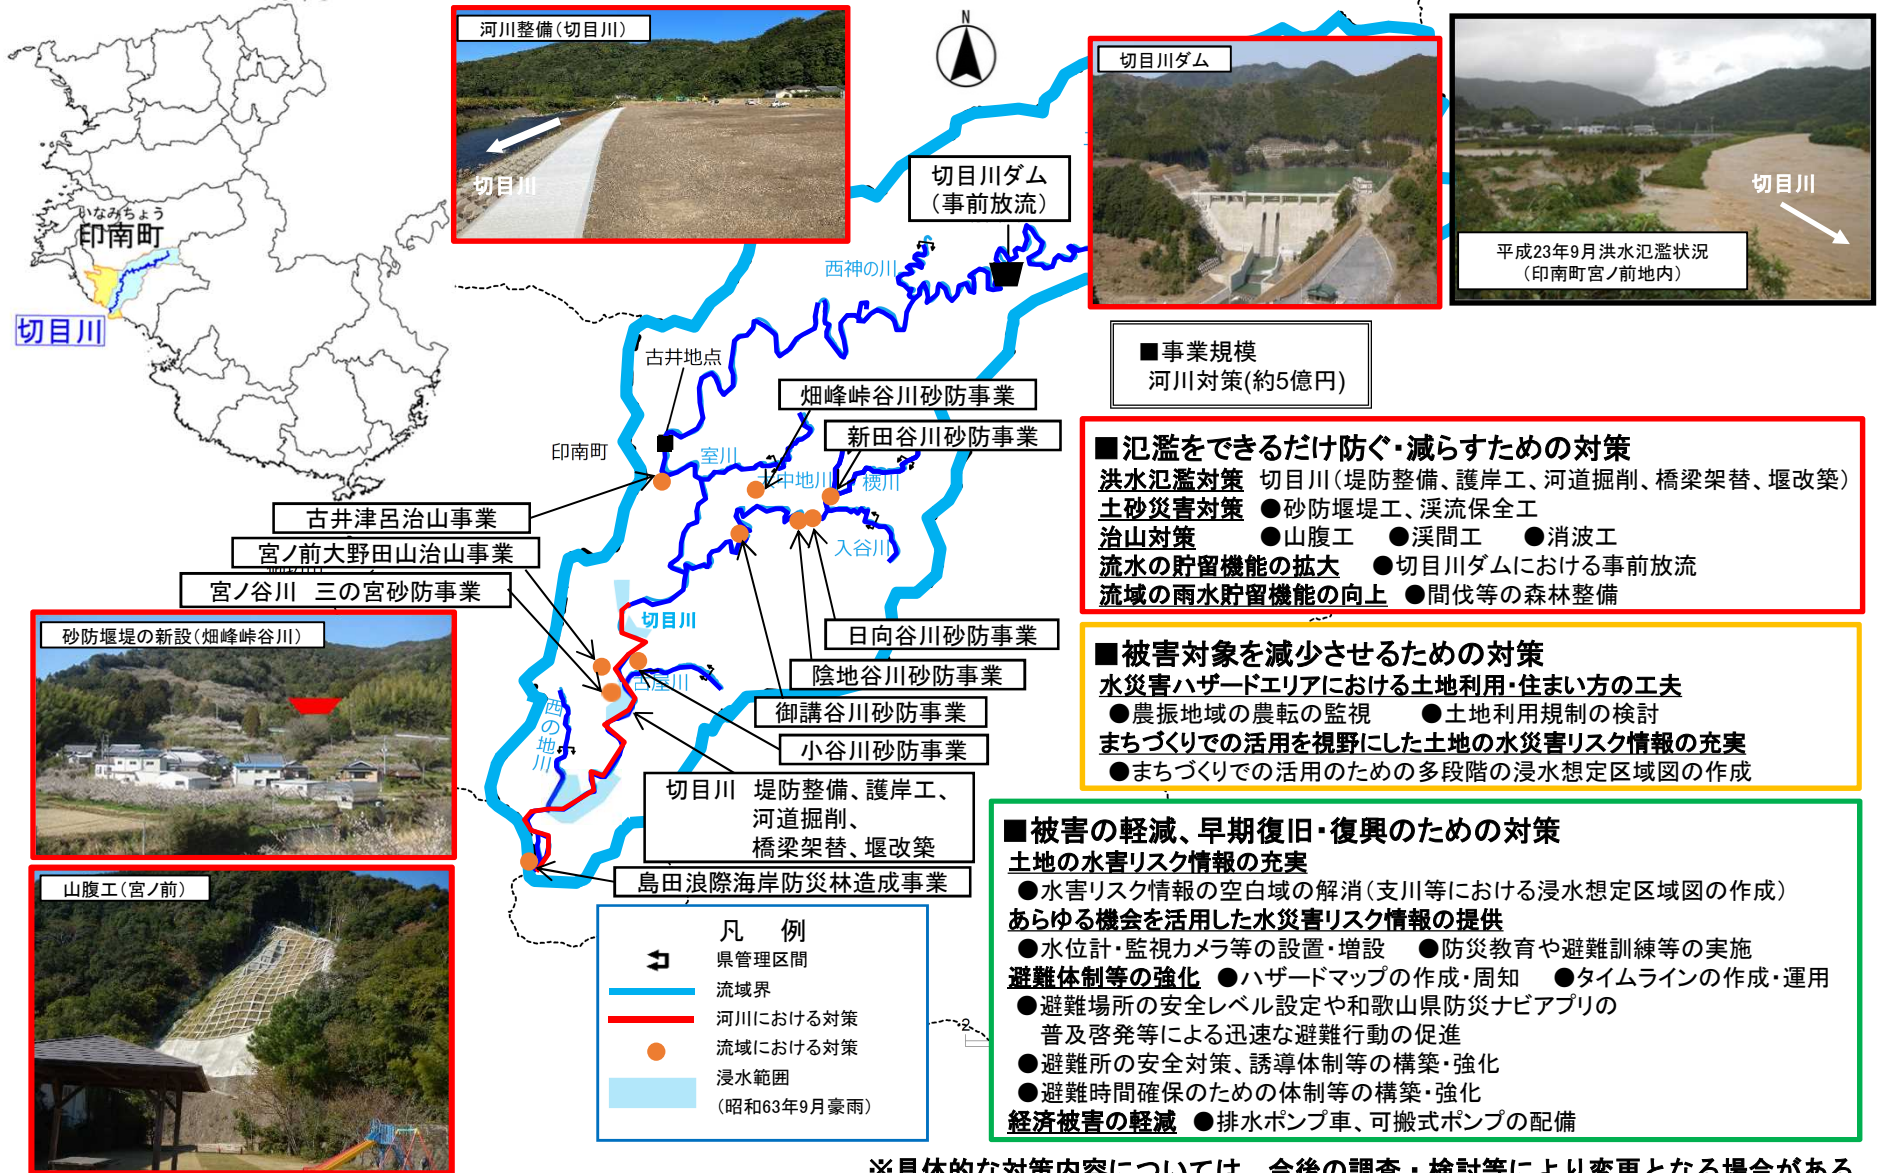 いなみちょう
印南町
切目川
河川整備(切目川)
切目川
N
切目川ダム
(事前放流)
切目川ダム
切目川
平成23年9月洪水氾濫状況
(印南町宮ノ前地内)
西神の川
古井地点
■事業規模
河川対策(約5億円)
畑峰峠谷川砂防事業
新田谷川砂防事業
印南町
室川
中地川
横川
入谷川
古井津呂治山事業
宮ノ前大野田山治山事業
宮ノ谷川 三の宮砂防事業
切目川
日向谷川砂防事業
陰地谷川砂防事業
御講谷川砂防事業
小谷川砂防事業
古屋川
西の地川
切目川 堤防整備、護岸工、
河道掘削、
橋梁架替、堰改築
島田浪際海岸防災林造成事業
砂防堰堤の新設(畑峰峠谷川)
山腹工(宮ノ前)
凡 例
県管理区間
流域界
河川における対策
流域における対策
浸水範囲
(昭和63年9月豪雨)
2
■氾濫をできるだけ防ぐ・減らすための対策
洪水氾濫対策 切目川(堤防整備、護岸工、河道掘削、橋梁架替、堰改築)
土砂災害対策 ●砂防堰堤工、渓流保全工
治山対策 ●山腹工 ●渓間工 ●消波工
流水の貯留機能の拡大 ●切目川ダムにおける事前放流
流域の雨水貯留機能の向上 ●間伐等の森林整備
■被害対象を減少させるための対策
水災害ハザードエリアにおける土地利用・住まい方の工夫
●農振地域の農転の監視 ●土地利用規制の検討
まちづくりでの活用を視野にした土地の水災害リスク情報の充実
●まちづくりでの活用のための多段階の浸水想定区域図の作成
■被害の軽減、早期復旧・復興のための対策
土地の水害リスク情報の充実
●水害リスク情報の空白域の解消(支川等における浸水想定区域図の作成)
あらゆる機会を活用した水災害リスク情報の提供
●水位計・監視カメラ等の設置・増設 ●防災教育や避難訓練等の実施
避難体制等の強化 ●ハザードマップの作成・周知 ●タイムラインの作成・運用
●避難場所の安全レベル設定や和歌山県防災ナビアプリの
普及啓発等による迅速な避難行動の促進
●避難所の安全対策、誘導体制等の構築・強化
●避難時間確保のための体制等の構築・強化
経済被害の軽減 ●排水ポンプ車、可搬式ポンプの配備
※具体的な対策内容については、今後の調査・検討等により変更となる場合がある